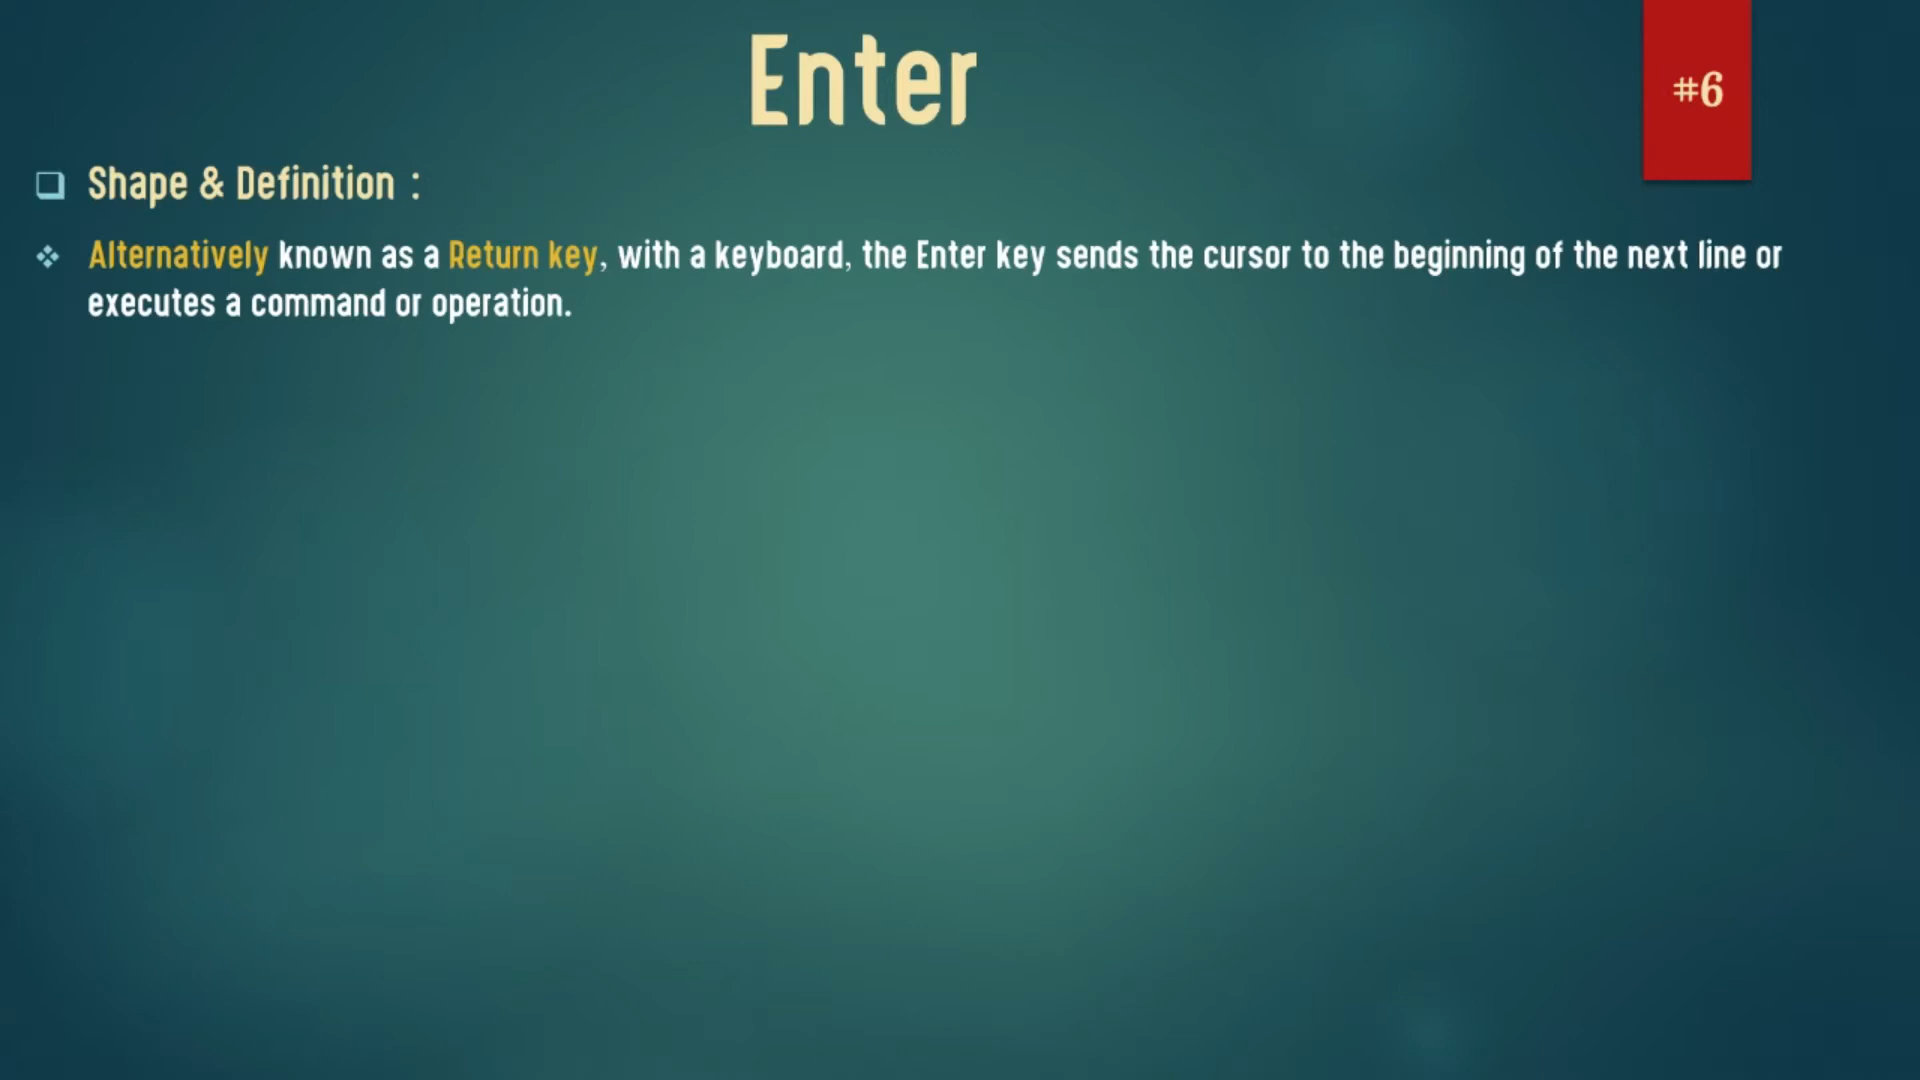 Enter
#6
Shape & Definition :
Alternatively known as a Return key, with a keyboard, the Enter key sends the cursor to the beginning of the next line or
executes a command or operation.